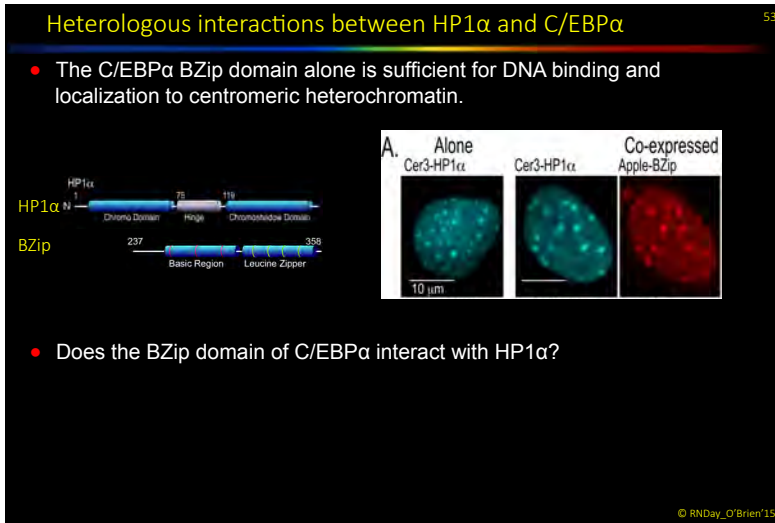 Heterologous interactions between HP1α and C/EBPα
53
• The C/EBPα BZip domain alone is sufficient for DNA binding and
localization to centromeric heterochromatin.
A. Alone Co-expressed
Cer3-HP1α Cer3-HP1α Apple-BZip
HP1α
1 79 119
HP1α N
Chromo Domain Hinge Chromoshadow Domain
BZip
237 358
Basic Region Leucine Zipper
10 μm
• Does the BZip domain of C/EBPα interact with HP1α?
© RNDay_O'Brien'15